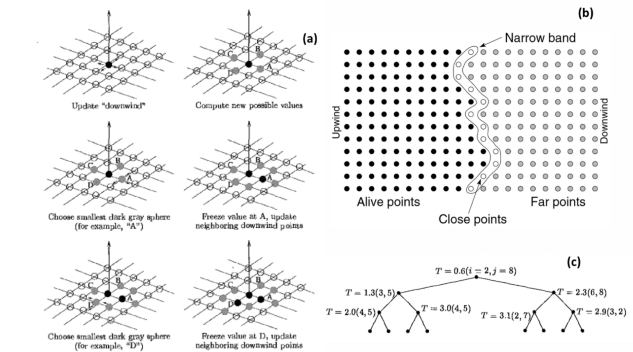 (a)
B
C
A
Update "downwind"
Compute new possible values
C
B
A
D
C
B
A
D
Choose smallest dark gray sphere
(for example, "A")
Freeze value at A, update
neighboring downwind points
C
B
A
D
C
B
A
D
Choose smallest dark gray sphere
(for example, "D")
Freeze value at D, update
neighboring downwind points
(b)
Narrow band
Upwind
Downwind
Alive points
Far points
Close points
(c)
T = 0.6(i = 2, j = 8)
T = 1.3(3, 5)
T = 2.3(6, 8)
T = 2.0(4, 5)
T = 3.0(4, 5)
T = 3.1(2, 7)
T = 2.9(3, 2)